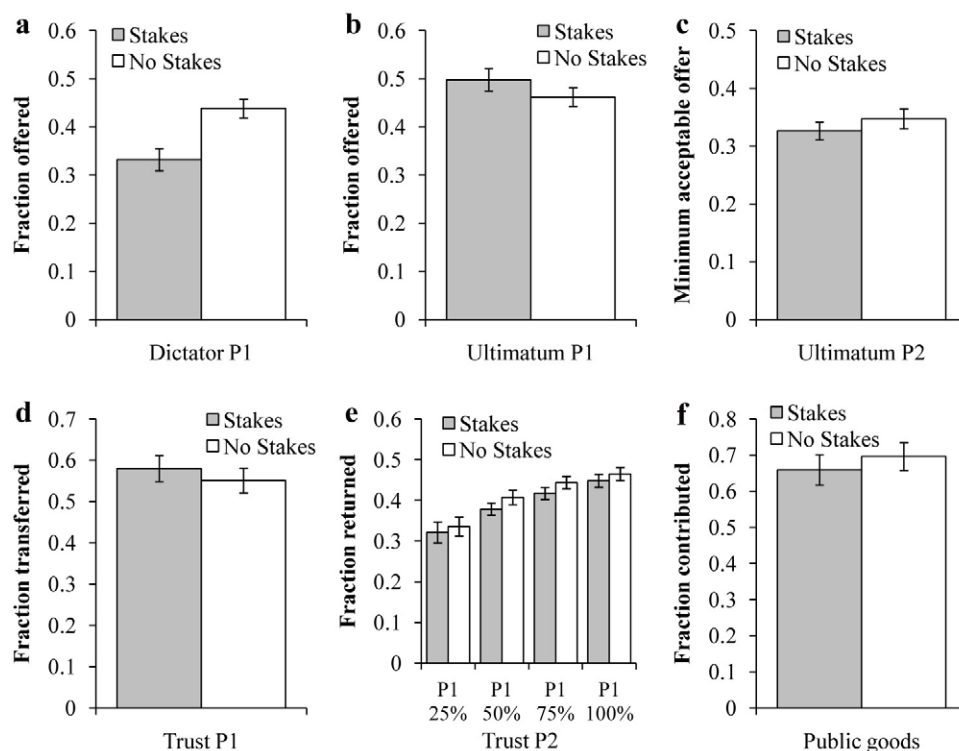 a
0.6
0.5
0.4
0.3
0.2
0.1
0
Fraction offered
Stakes
No Stakes
Dictator P1
b
0.6
0.5
0.4
0.3
0.2
0.1
0
Fraction offered
Stakes
No Stakes
Ultimatum P1
c
0.5
0.4
0.3
0.2
0.1
0
Minimum acceptable offer
Stakes
No Stakes
Ultimatum P2
d
0.7
0.6
0.5
0.4
0.3
0.2
0.1
0
Fraction transferred
Stakes
No Stakes
Trust P1
e
0.6
0.5
0.4
0.3
0.2
0.1
0
Fraction returned
Stakes
No Stakes
P1 P1 P1 P1
25% 50% 75% 100%
Trust P2
f
0.8
0.7
0.6
0.5
0.4
0.3
0.2
0.1
0
Fraction contributed
Stakes
No Stakes
Public goods